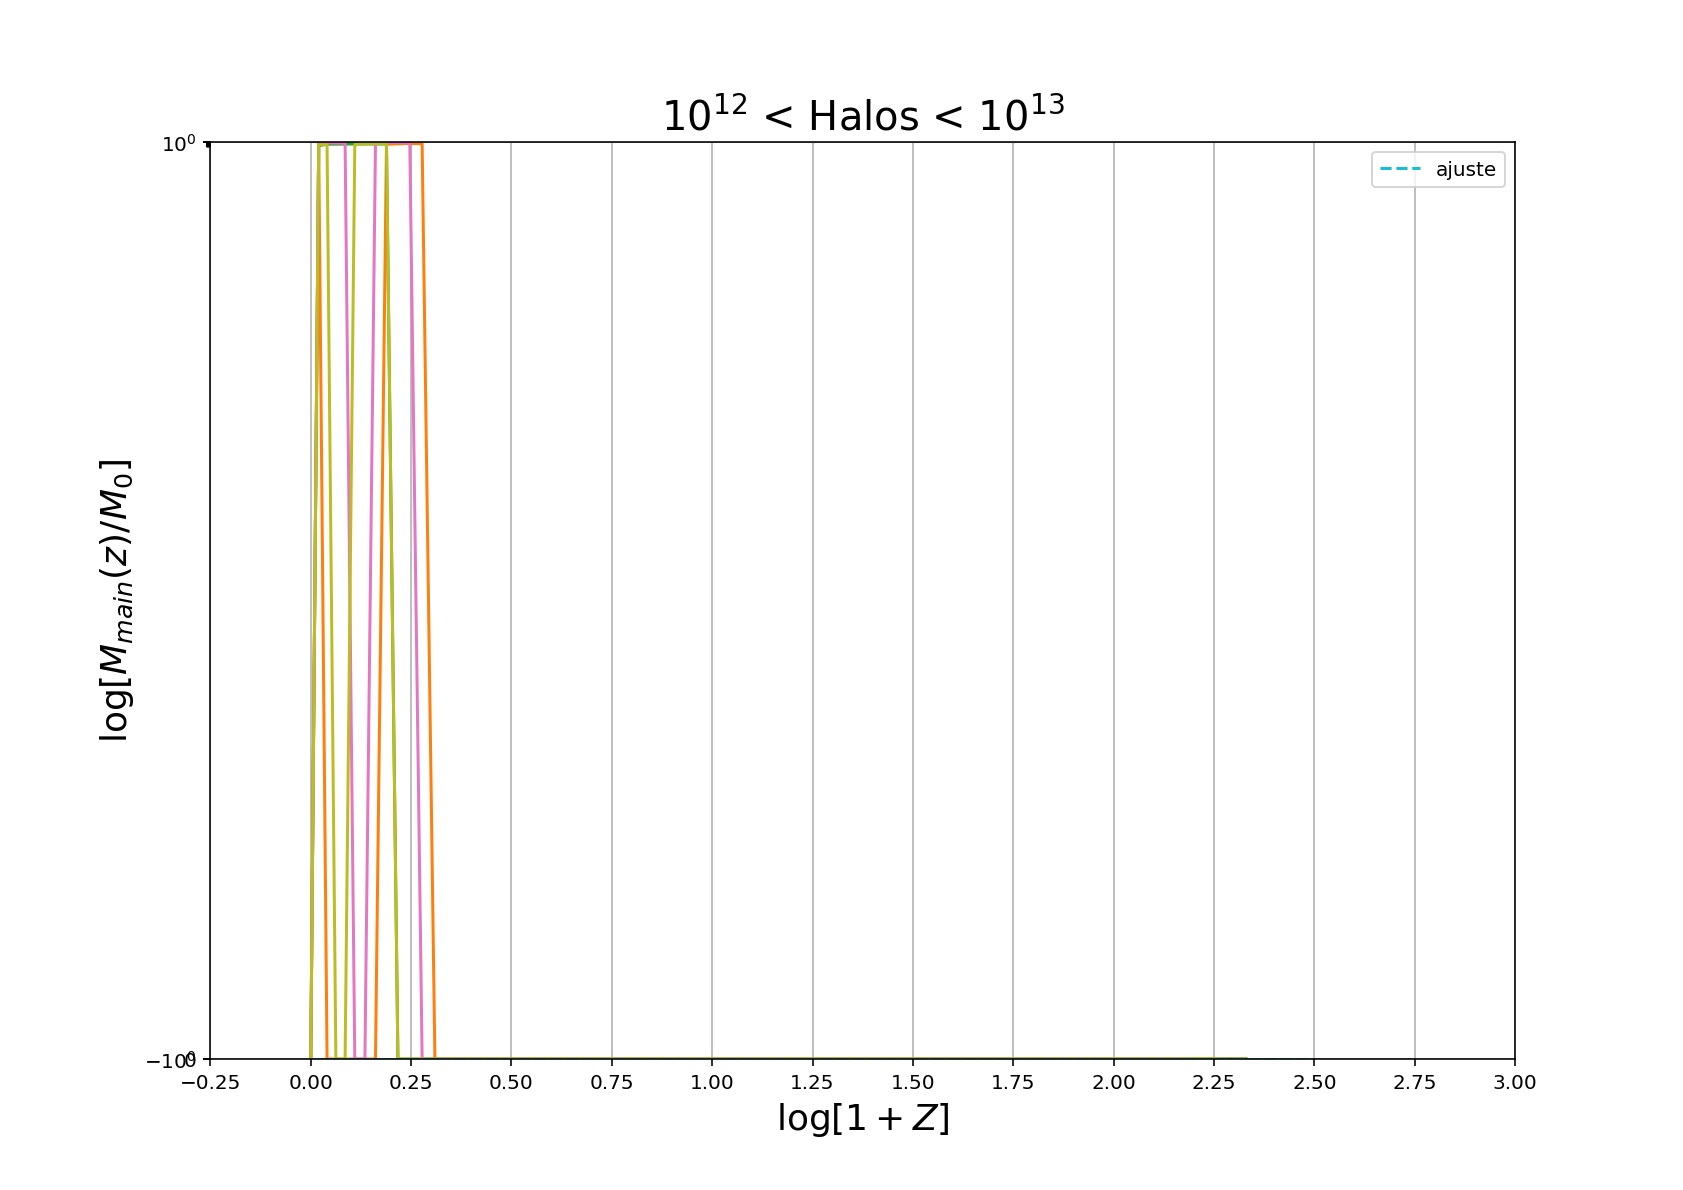 10¹² < Halos < 10¹³
10⁰
ajuste
log[M_main(z)/M₀]
−10⁰
−0.25 0.00 0.25 0.50 0.75 1.00 1.25 1.50 1.75 2.00 2.25 2.50 2.75 3.00
log[1 + Z]